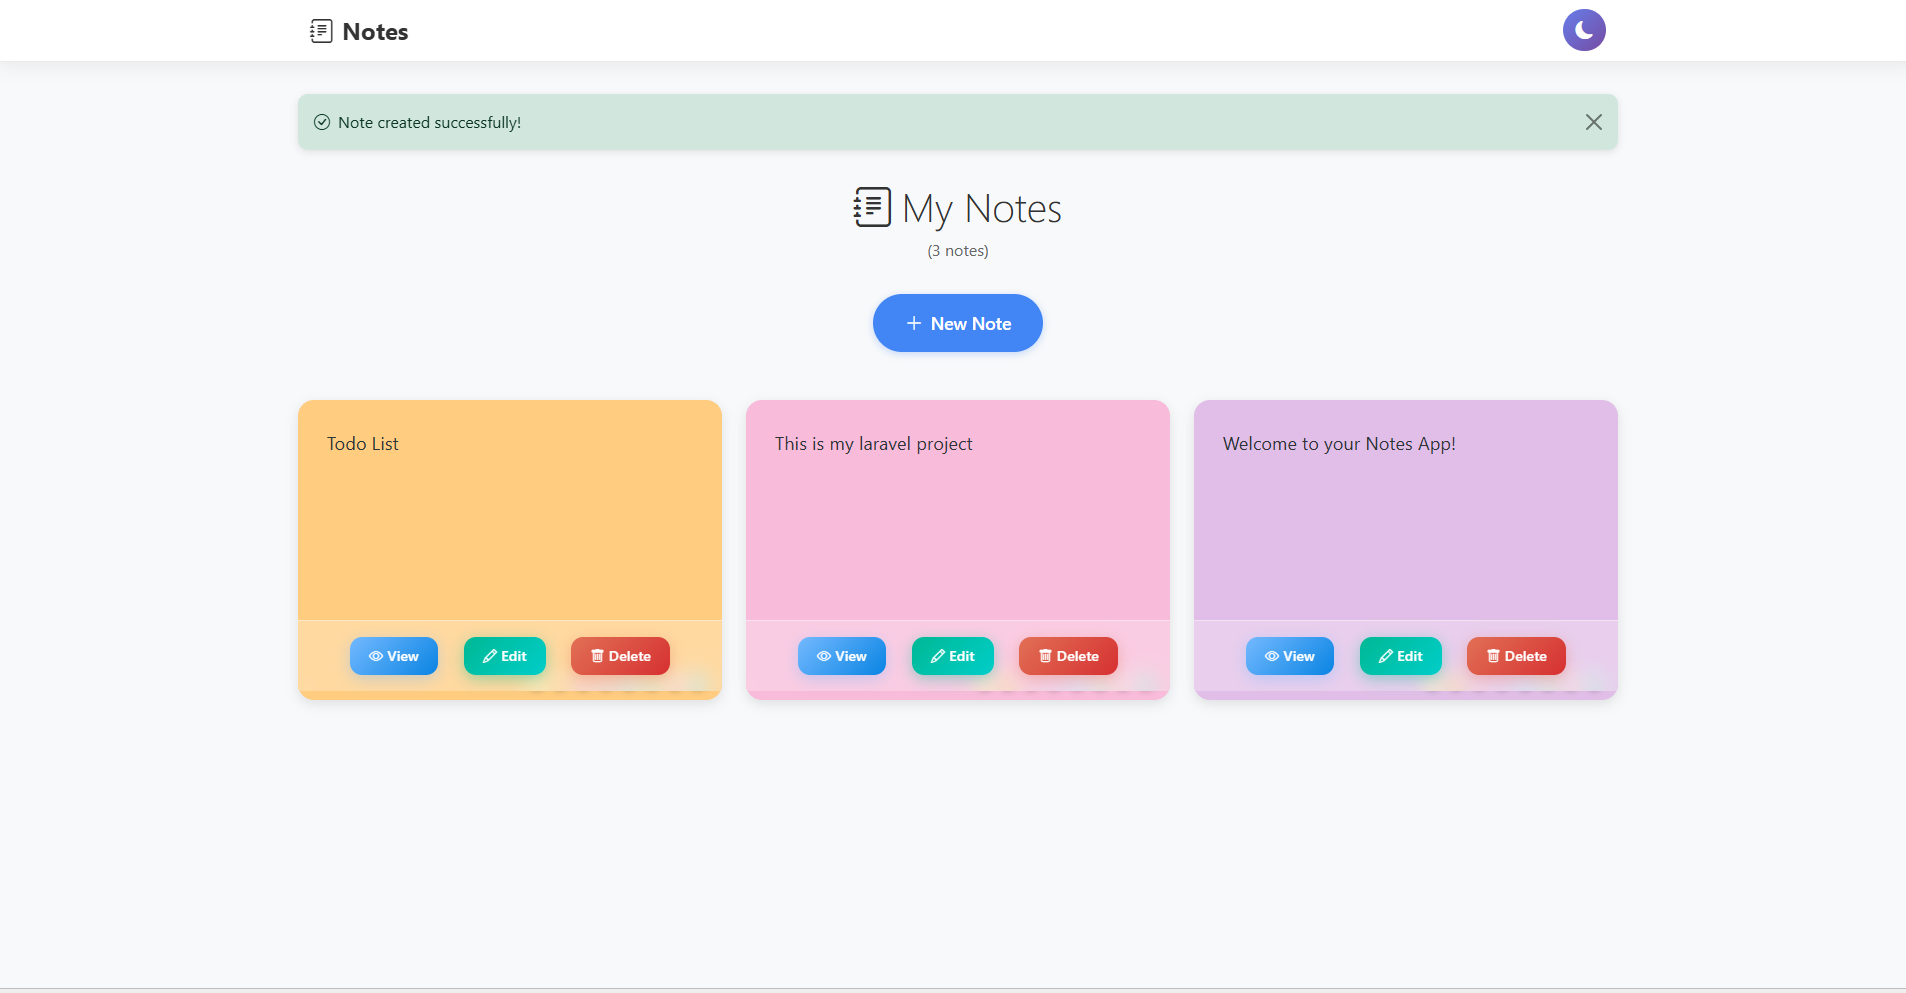 Notes
Note created successfully!
My Notes
(3 notes)
New Note
Todo List
This is my laravel project
Welcome to your Notes App!
View Edit Delete
View Edit Delete
View Edit Delete